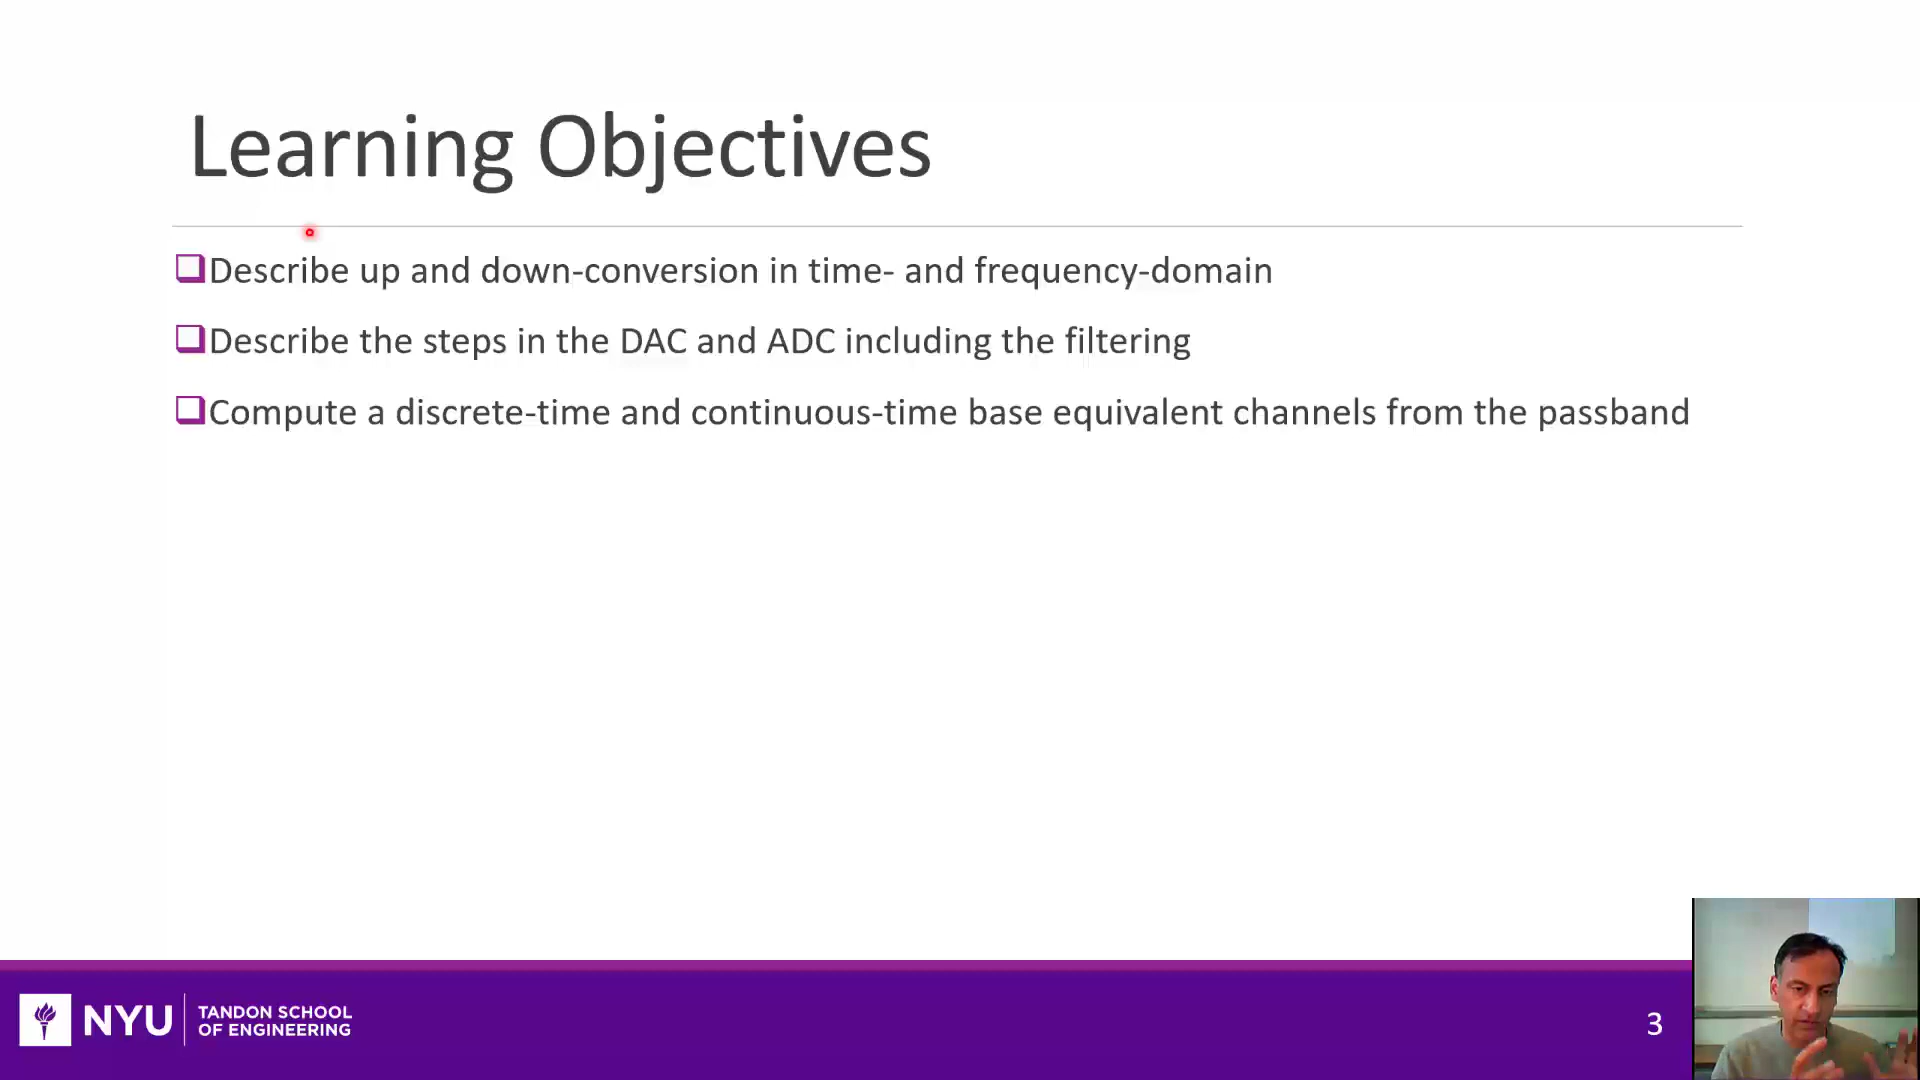 Learning Objectives
Describe up and down-conversion in time- and frequency-domain
Describe the steps in the DAC and ADC including the filtering
Compute a discrete-time and continuous-time base equivalent channels from the passband
NYU
TANDON SCHOOL
OF ENGINEERING
3